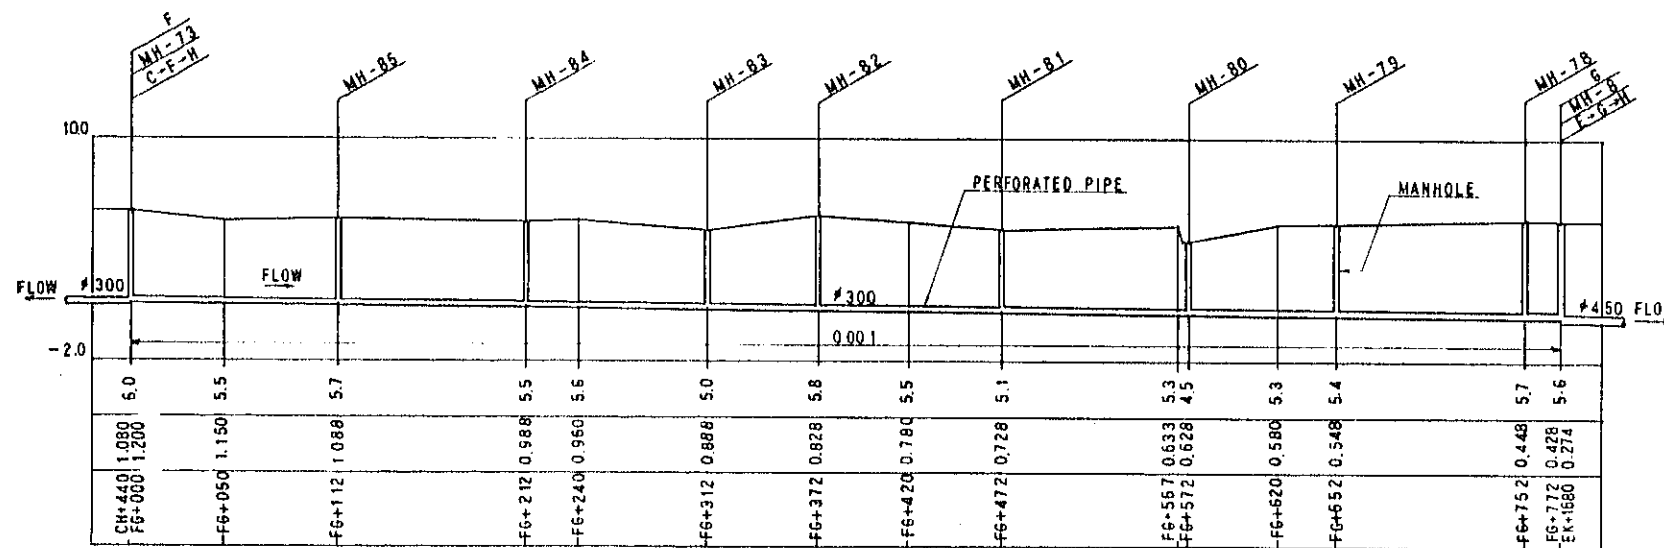 F
MH-73
C-F-H
MH-85
MH-84
MH-83
MH-82
MH-81
MH-80
MH-79
MH-78
G
MH-8
E-G-H
10.0
PERFORATED PIPE
MANHOLE
FLOW
ø300
FLOW
ø300
ø450 FLO
-2.0
0.001
6.0
5.5
5.7
5.5
5.6
5.0
5.8
5.5
5.1
5.3
4.5
5.3
5.4
5.7
5.6
1.080
1.200
1.150
1.088
0.988
0.960
0.888
0.828
0.780
0.728
0.633
0.628
0.580
0.548
0.448
0.428
0.274
CH+440
FG+000
FG+050
FG+112
FG+212
FG+240
FG+312
FG+372
FG+420
FG+472
FG+567
FG+572
FG+620
FG+652
FG+752
FG+772
EK+1680